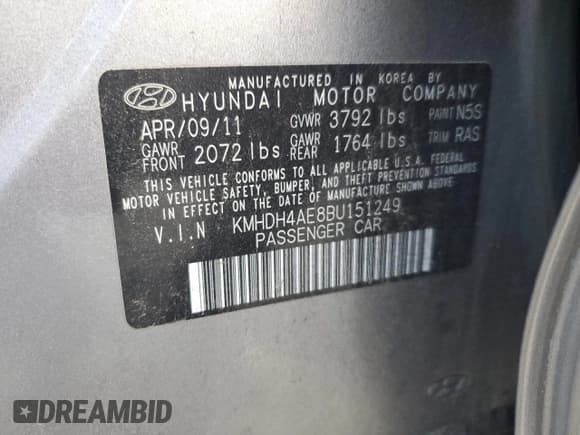 MANUFACTURED IN KOREA BY
HYUNDAI MOTOR COMPANY
APR/09/11 GVWR 3792 lbs PAINT N5S
GAWR FRONT 2072 lbs GAWR REAR 1764 lbs TRIM RAS
THIS VEHICLE CONFORMS TO ALL APPLICABLE U.S.A. FEDERAL
MOTOR VEHICLE SAFETY, BUMPER, AND THEFT PREVENTION STANDARDS
IN EFFECT ON THE DATE OF MANUFACTURE SHOWN ABOVE.
V.I.N KMHDH4AE8BU151249
PASSENGER CAR
DREAMBID